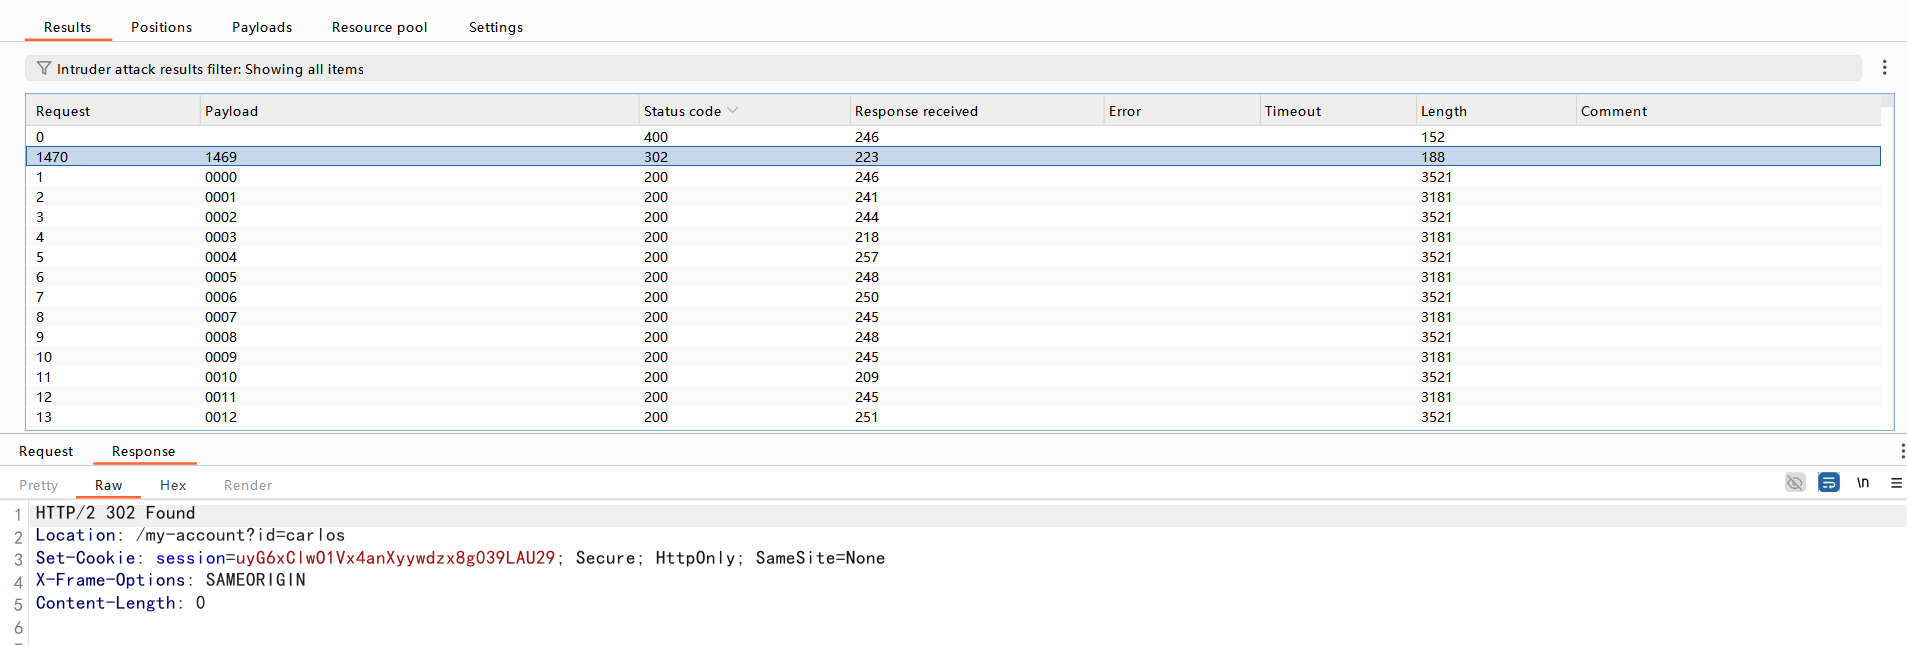 Results Positions Payloads Resource pool Settings
Intruder attack results filter: Showing all items
Request Payload Status code Response received Error Timeout Length Comment
0 400 246 152
1470 1469 302 223 188
1 0000 200 246 3521
2 0001 200 241 3181
3 0002 200 244 3521
4 0003 200 218 3181
5 0004 200 257 3521
6 0005 200 248 3181
7 0006 200 250 3521
8 0007 200 245 3181
9 0008 200 248 3521
10 0009 200 245 3181
11 0010 200 209 3521
12 0011 200 245 3181
13 0012 200 251 3521
Request Response
Pretty Raw Hex Render \n
1 HTTP/2 302 Found
2 Location: /my-account?id=carlos
3 Set-Cookie: session=uyG6xClwO1Vx4anXyywdzx8gO39LAU29; Secure; HttpOnly; SameSite=None
4 X-Frame-Options: SAMEORIGIN
5 Content-Length: 0
6